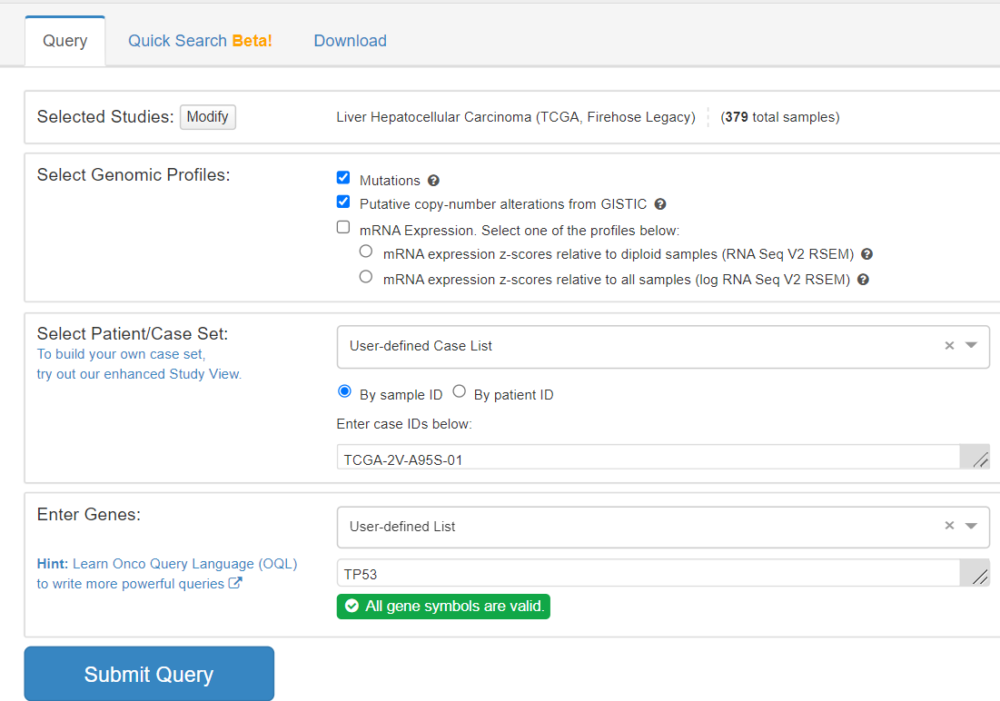 Query Quick Search Beta! Download
Selected Studies: Modify Liver Hepatocellular Carcinoma (TCGA, Firehose Legacy) (379 total samples)
Select Genomic Profiles:
Mutations
Putative copy-number alterations from GISTIC
mRNA Expression. Select one of the profiles below:
mRNA expression z-scores relative to diploid samples (RNA Seq V2 RSEM)
mRNA expression z-scores relative to all samples (log RNA Seq V2 RSEM)
Select Patient/Case Set:
To build your own case set,
try out our enhanced Study View.
User-defined Case List
By sample ID By patient ID
Enter case IDs below:
TCGA-2V-A95S-01
Enter Genes:
User-defined List
Hint: Learn Onco Query Language (OQL)
to write more powerful queries
TP53
All gene symbols are valid.
Submit Query